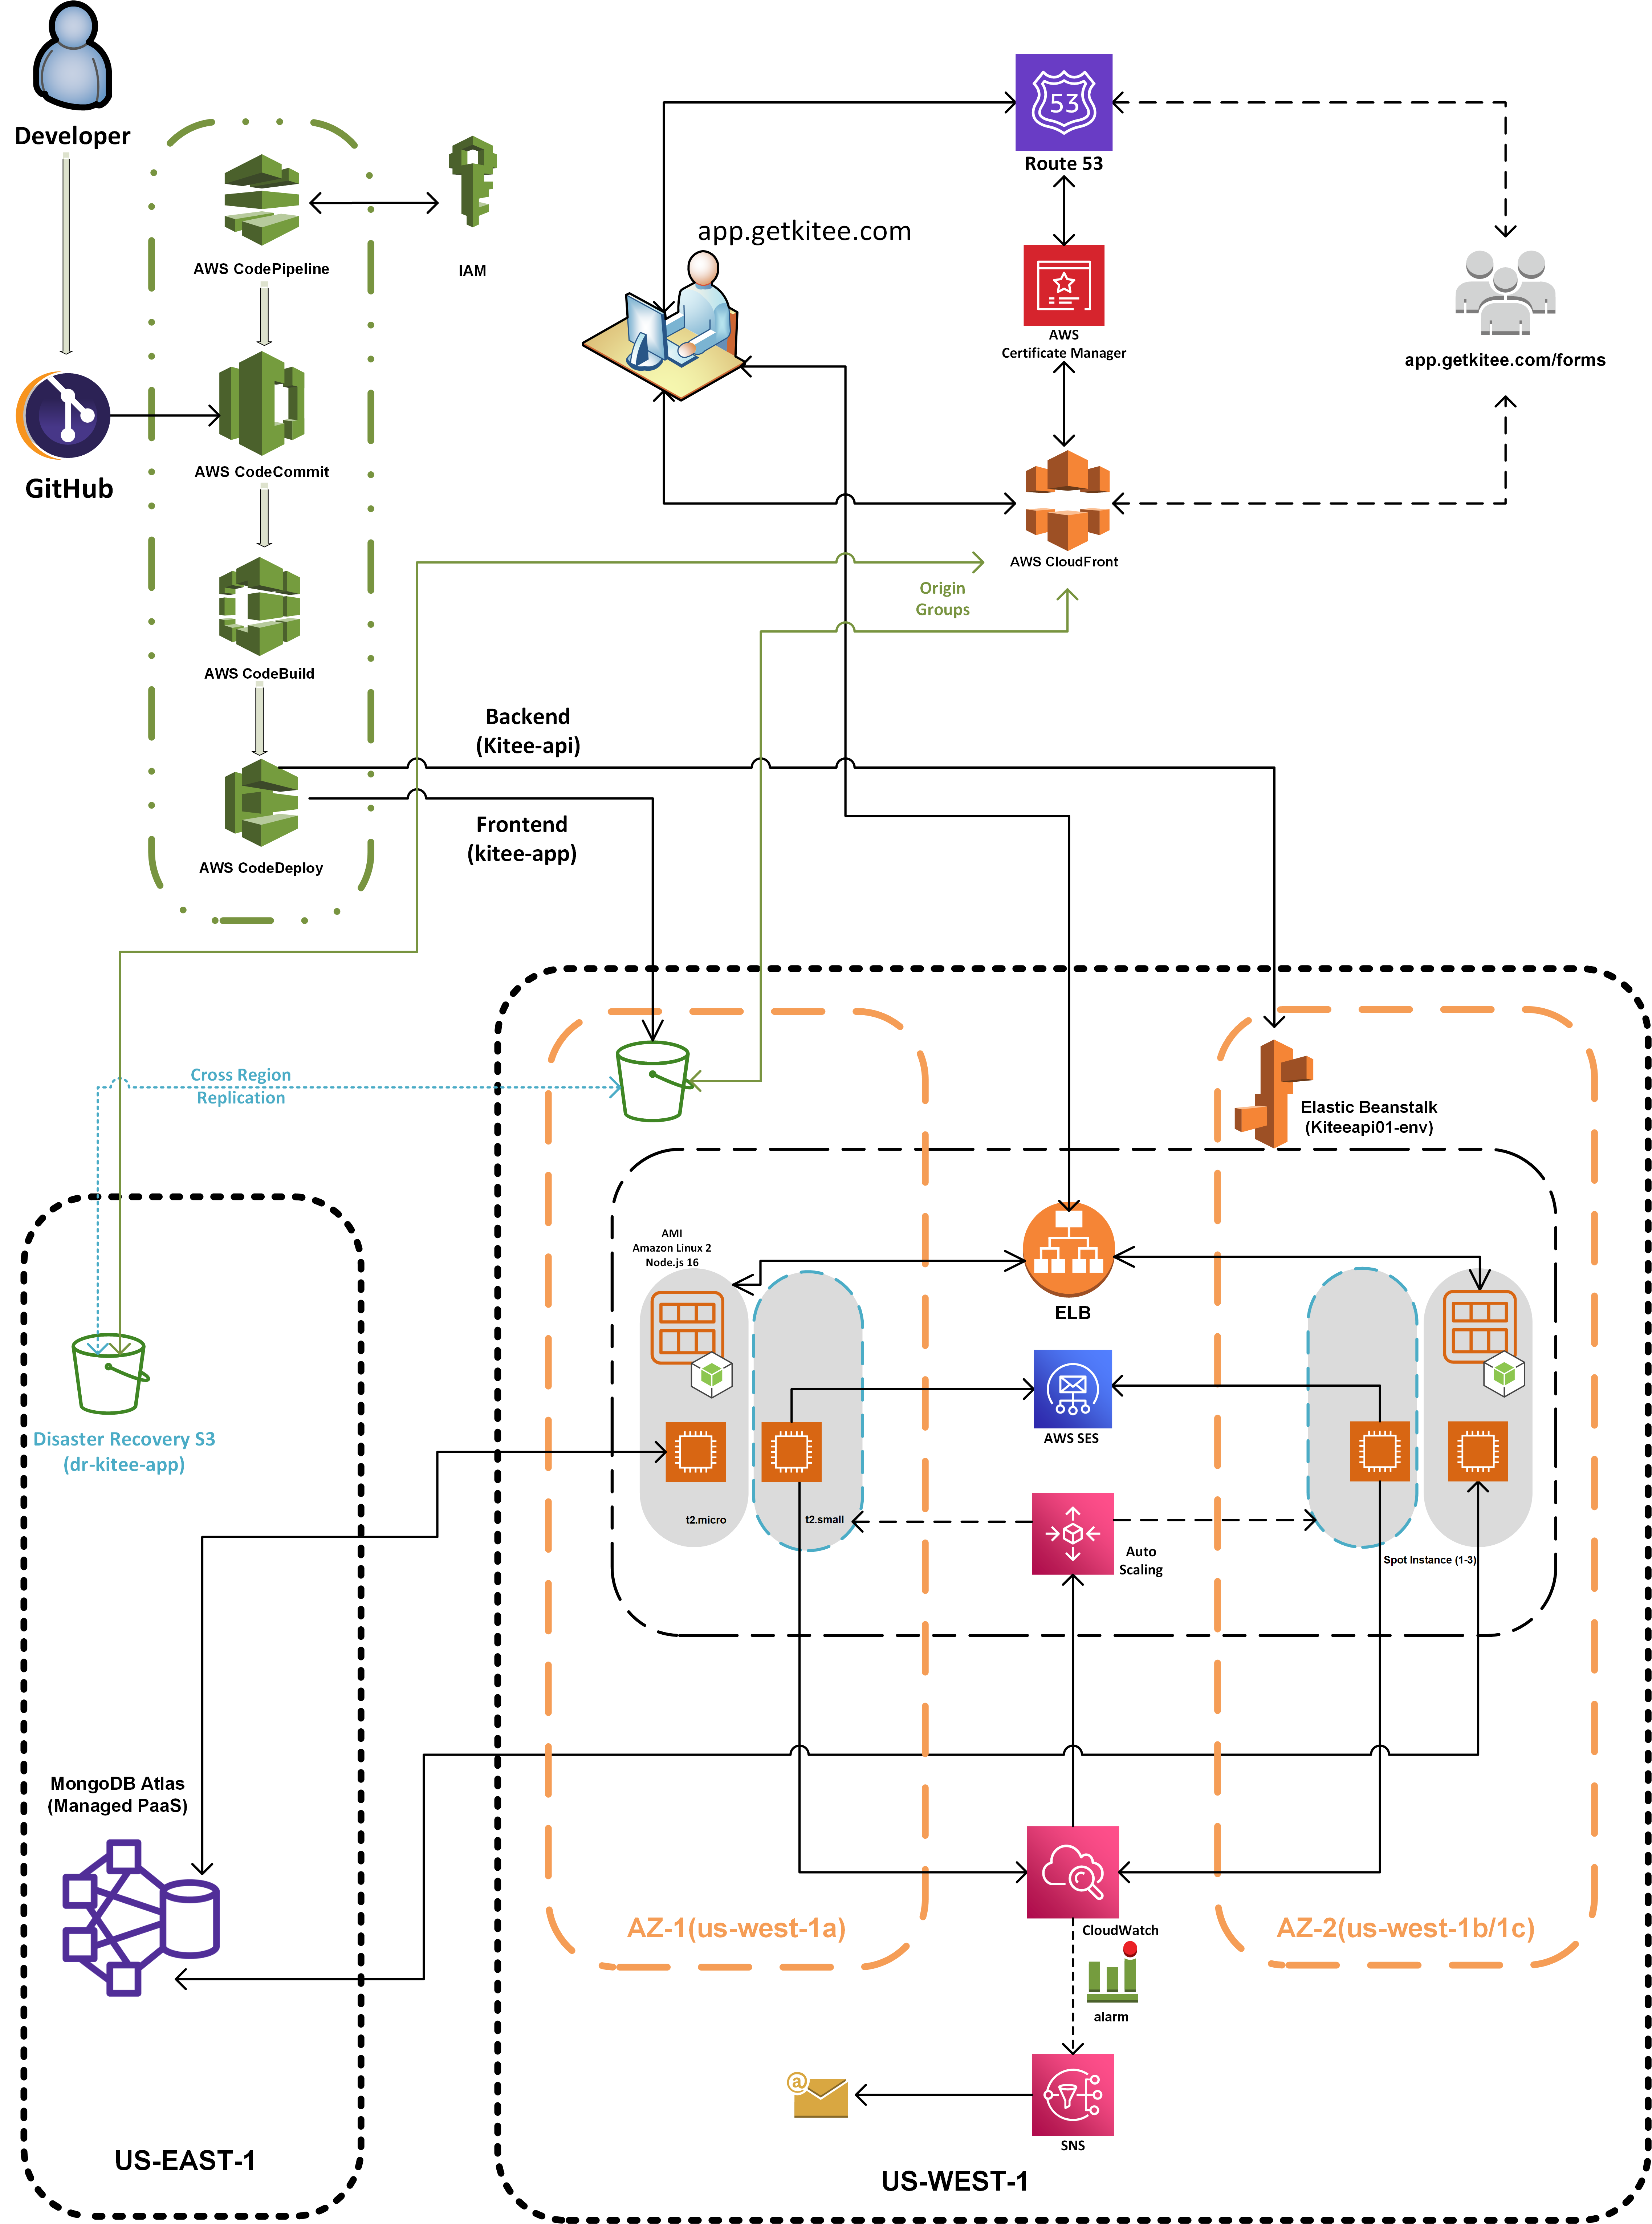 Developer
53
Route 53
app.getkitee.com
AWS CodePipeline
IAM
AWS
Certificate Manager
app.getkitee.com/forms
AWS CodeCommit
GitHub
AWS CloudFront
Origin
Groups
AWS CodeBuild
Backend
(Kitee-api)
Frontend
(kitee-app)
AWS CodeDeploy
Cross Region
Replication
Elastic Beanstalk
(Kiteeapi01-env)
AMI
Amazon Linux 2
Node.js 16
ELB
Disaster Recovery S3
(dr-kitee-app)
AWS SES
t2.micro
t2.small
Auto
Scaling
Spot Instance (1-3)
MongoDB Atlas
(Managed PaaS)
AZ-1(us-west-1a)
CloudWatch
AZ-2(us-west-1b/1c)
alarm
@
SNS
US-EAST-1
US-WEST-1